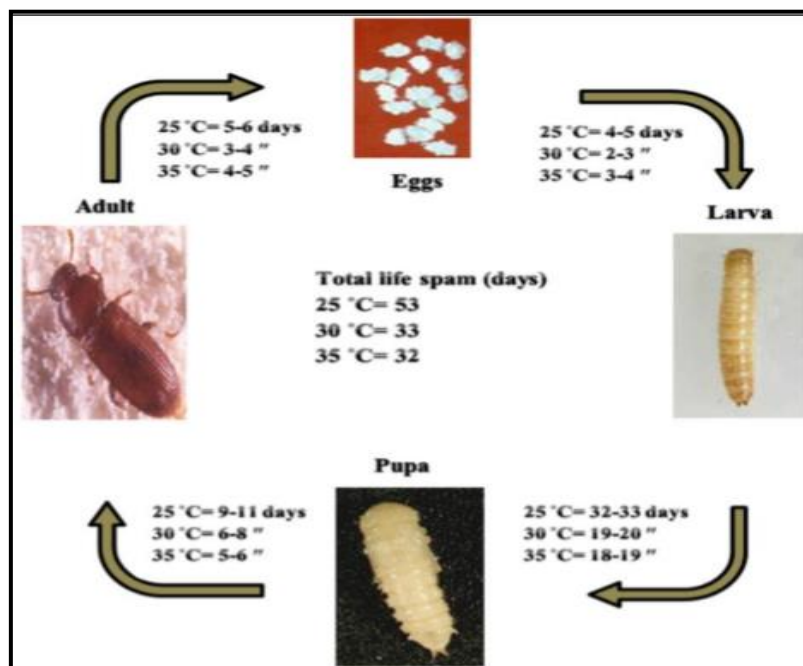 25 ˚C= 5-6 days
30 ˚C= 3-4 ″
35 ˚C= 4-5 ″
Eggs
25 ˚C= 4-5 days
30 ˚C= 2-3 ″
35 ˚C= 3-4 ″
Adult
Larva
Total life spam (days)
25 ˚C= 53
30 ˚C= 33
35 ˚C= 32
Pupa
25 ˚C= 9-11 days
30 ˚C= 6-8 ″
35 ˚C= 5-6 ″
25 ˚C= 32-33 days
30 ˚C= 19-20 ″
35 ˚C= 18-19 ″